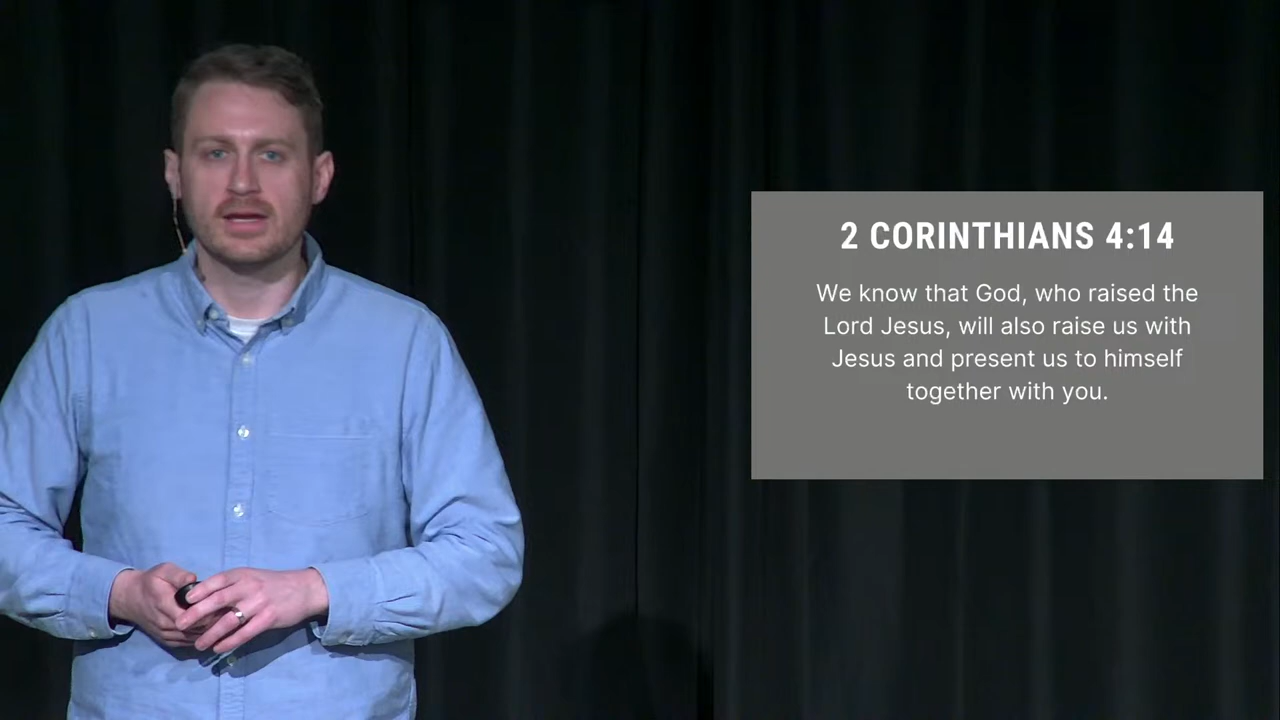 2 CORINTHIANS 4:14
We know that God, who raised the
Lord Jesus, will also raise us with
Jesus and present us to himself
together with you.